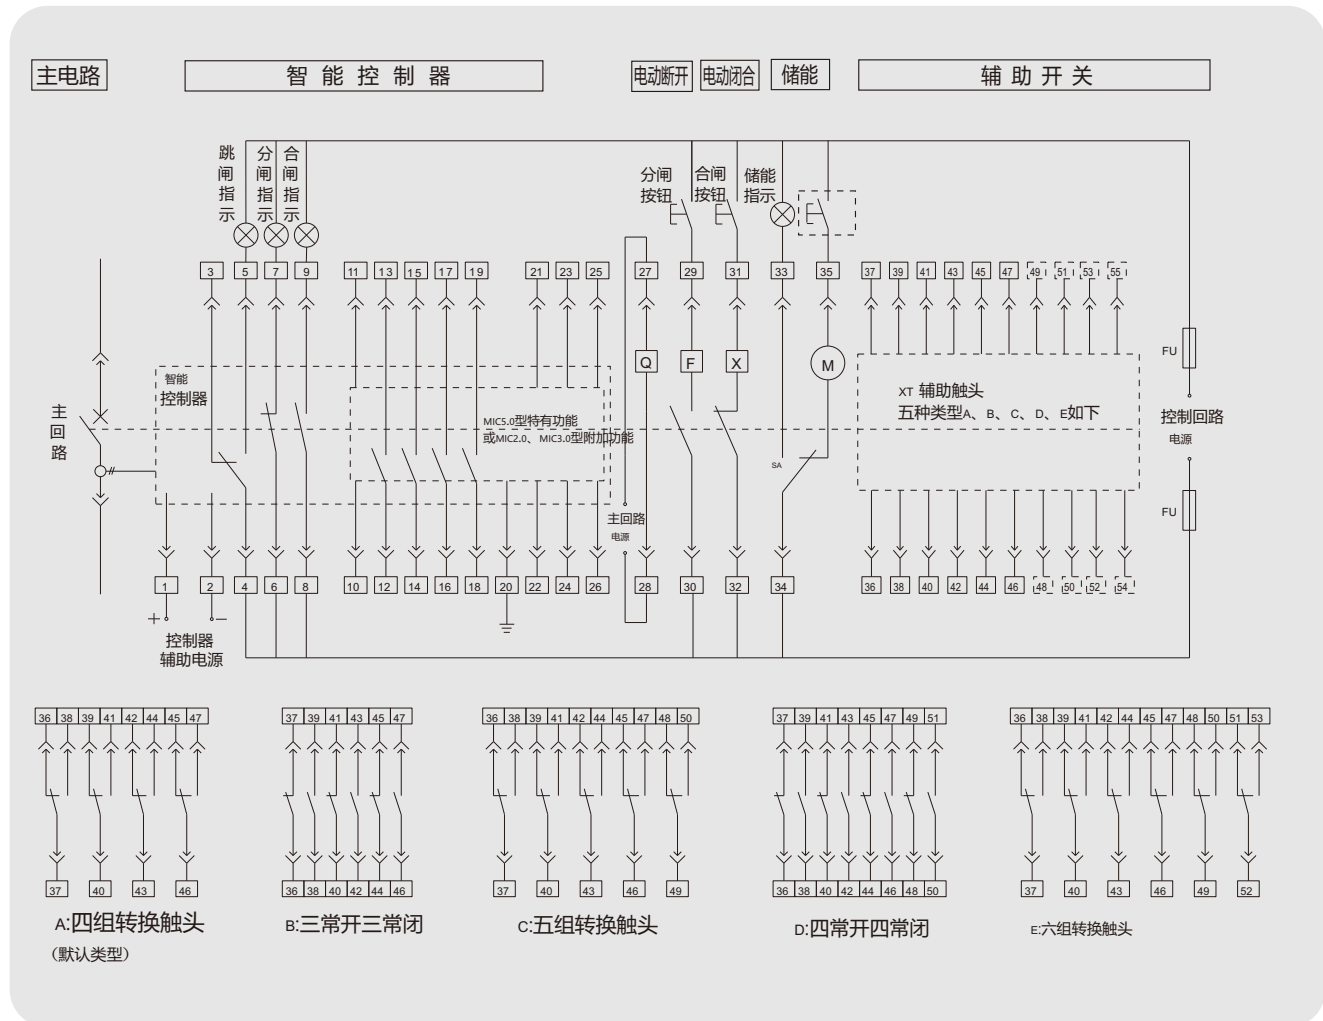 主电路
智能控制器
电动断开
电动闭合
储能
辅助开关
跳闸指示
分闸指示
合闸指示
分闸
按钮
合闸
按钮
储能
指示
3 5 7 9 11 13 15 17 19 21 23 25 27 29 31 33 35 37 39 41 43 45 47 49 51 53 55
FU
Q F X M
智能
控制器
XT 辅助触头
五种类型A、B、C、D、E如下
主回路
MIC5.0型特有功能
或MIC2.0、MIC3.0型附加功能
控制回路
电源
SA
主回路
电源
FU
1 2 4 6 8 10 12 14 16 18 20 22 24 26 28 30 32 34 36 38 40 42 44 46 48 50 52 54
+ −
控制器
辅助电源
36 38 39 41 42 44 45 47
37 40 43 46
A:四组转换触头
（默认类型）
37 39 41 43 45 47
36 38 40 42 44 46
B:三常开三常闭
36 38 39 41 42 44 45 47 48 50
37 40 43 46 49
C:五组转换触头
37 39 41 43 45 47 49 51
36 38 40 42 44 46 48 50
D:四常开四常闭
36 38 39 41 42 44 45 47 48 50 51 53
37 40 43 46 49 52
E:六组转换触头